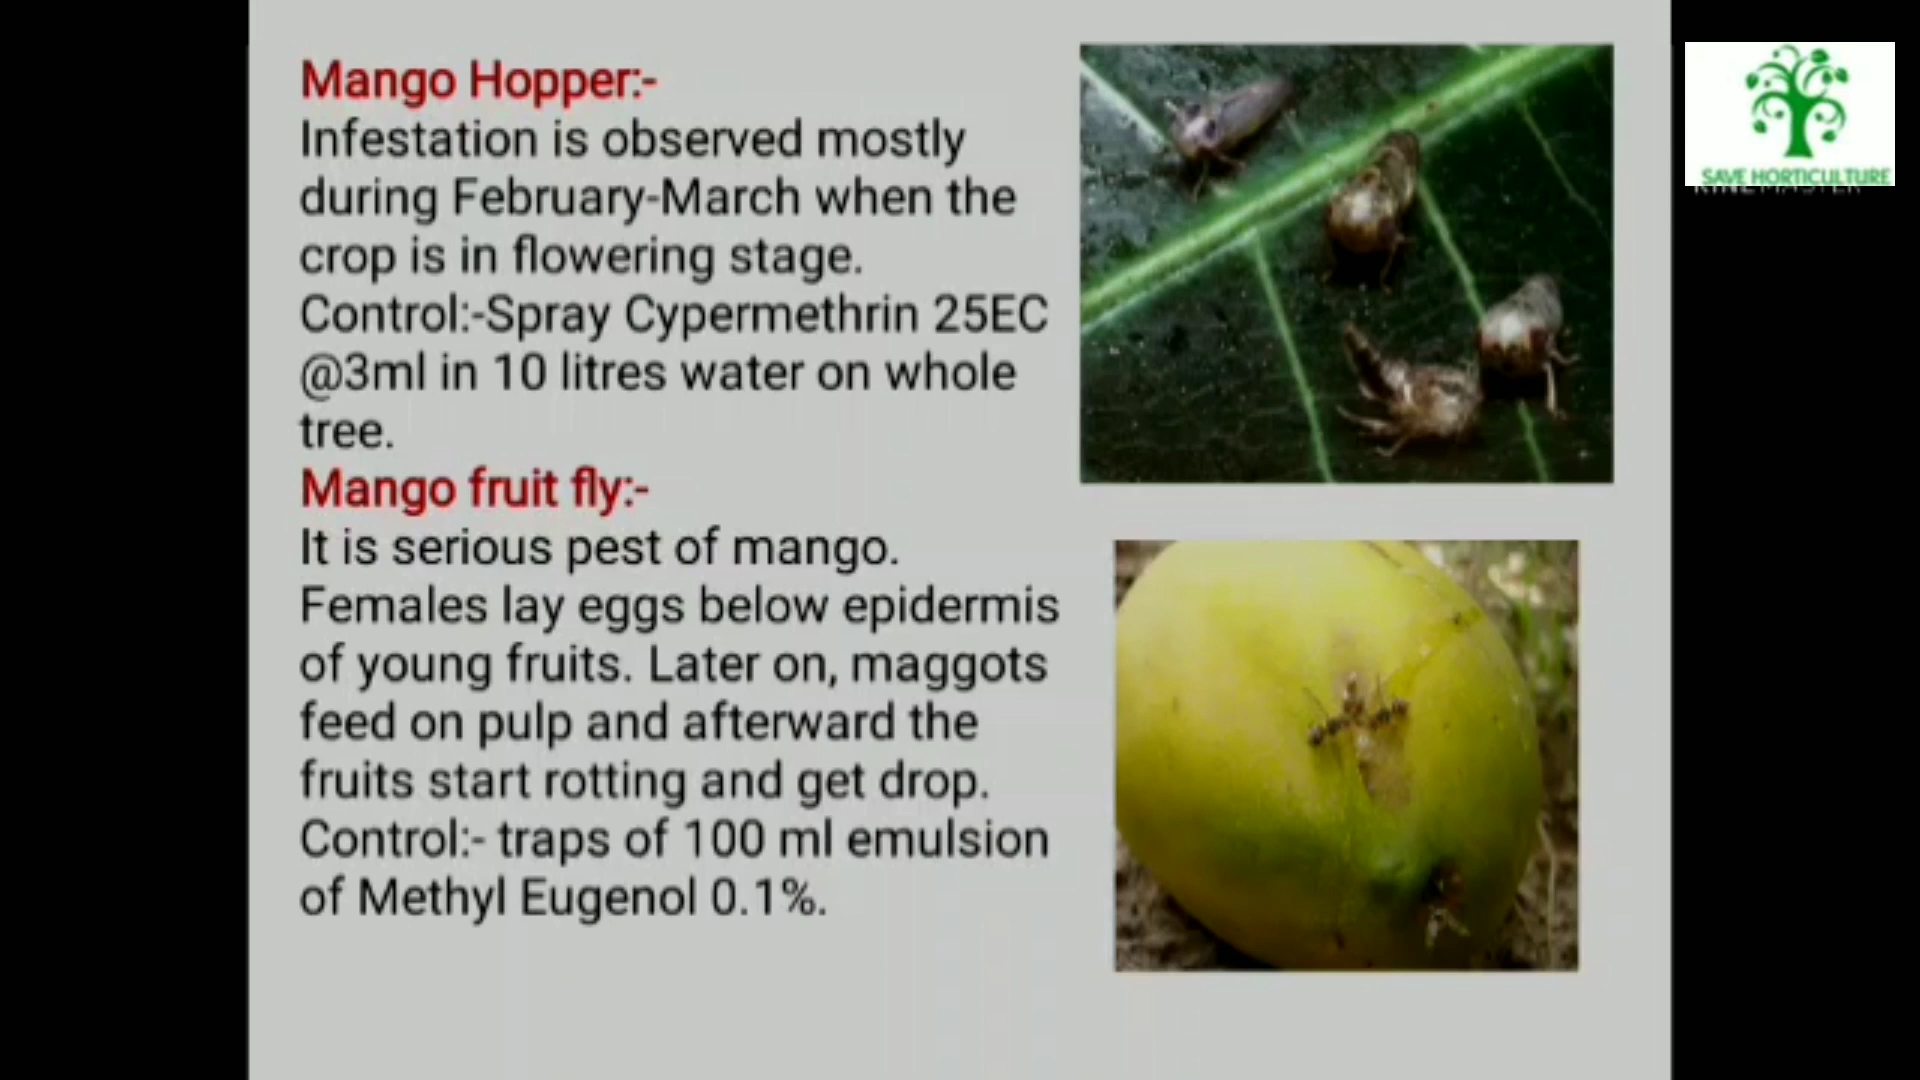 Mango Hopper:-
Infestation is observed mostly
during February-March when the
crop is in flowering stage.
Control:-Spray Cypermethrin 25EC
@3ml in 10 litres water on whole
tree.
Mango fruit fly:-
It is serious pest of mango.
Females lay eggs below epidermis
of young fruits. Later on, maggots
feed on pulp and afterward the
fruits start rotting and get drop.
Control:- traps of 100 ml emulsion
of Methyl Eugenol 0.1%.
SAVE HORTICULTURE